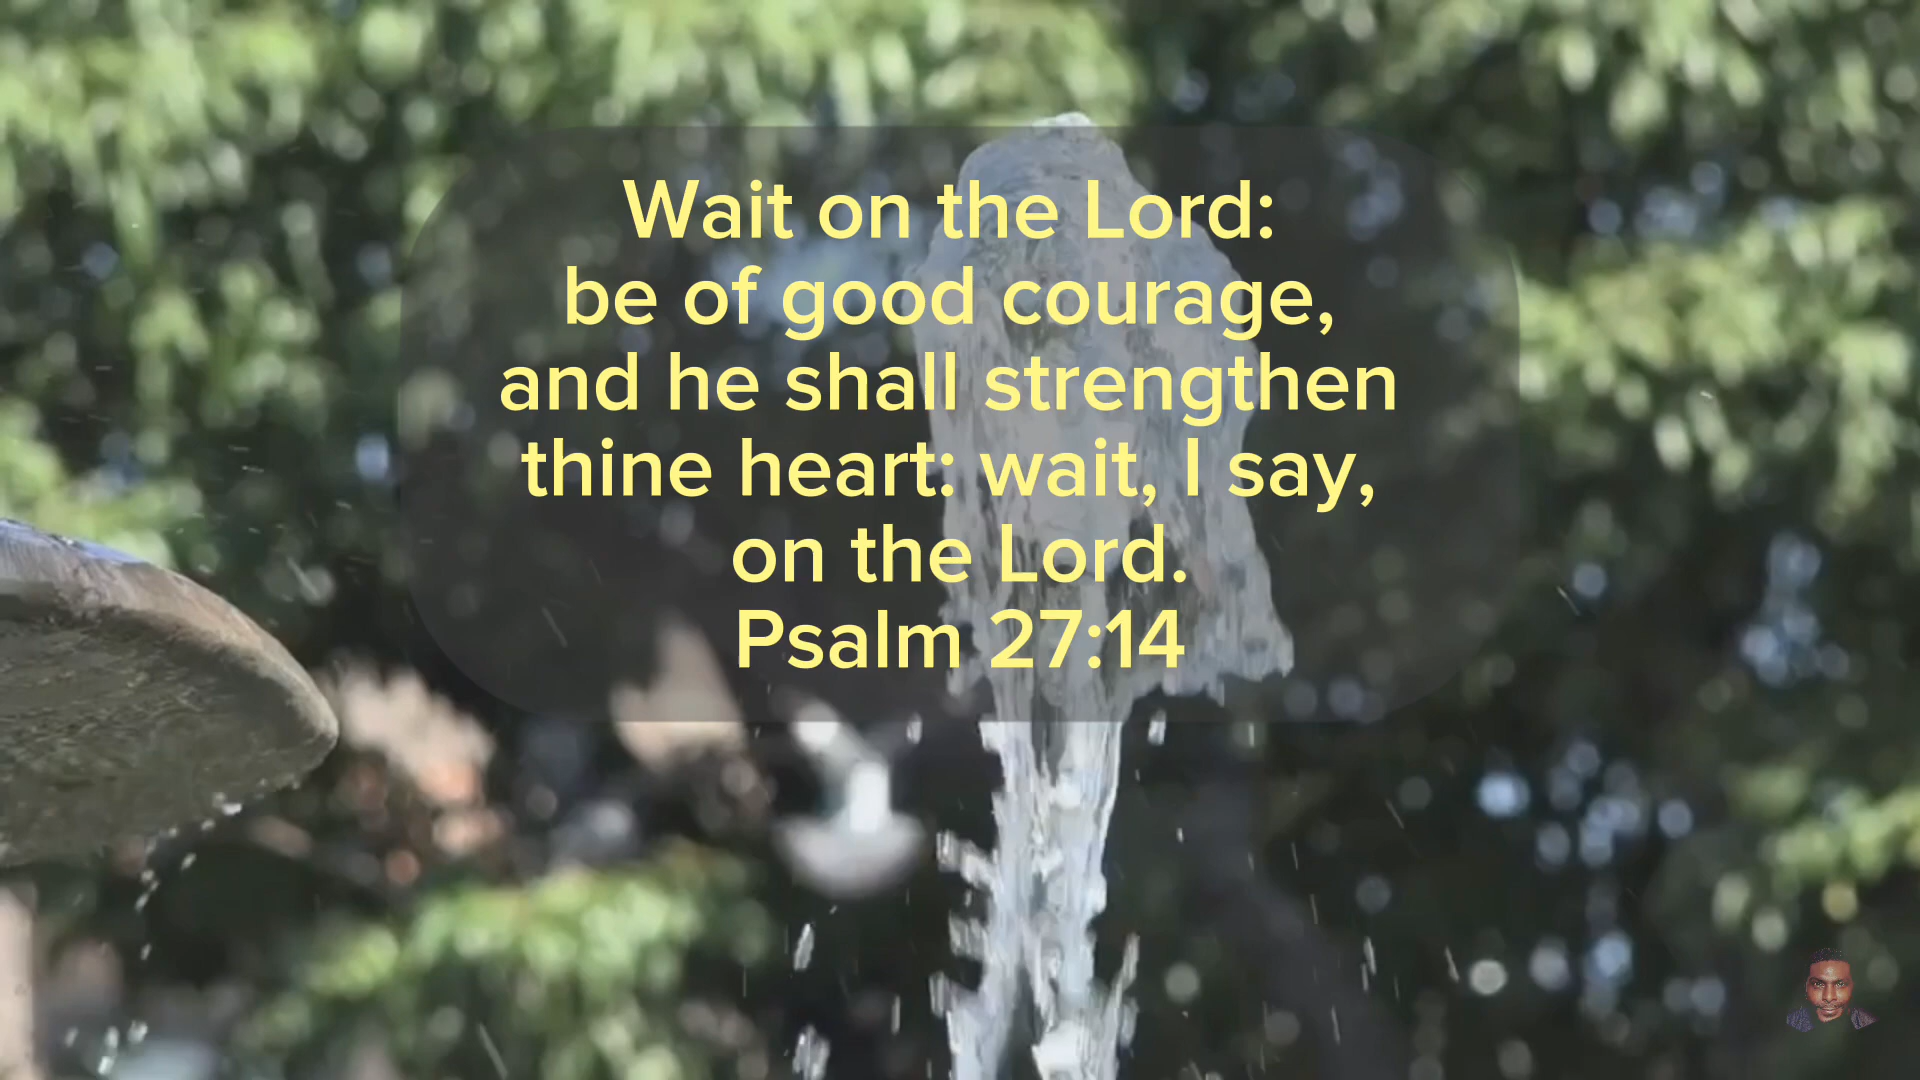 Wait on the Lord:
be of good courage,
and he shall strengthen
thine heart: wait, I say,
on the Lord.
Psalm 27:14